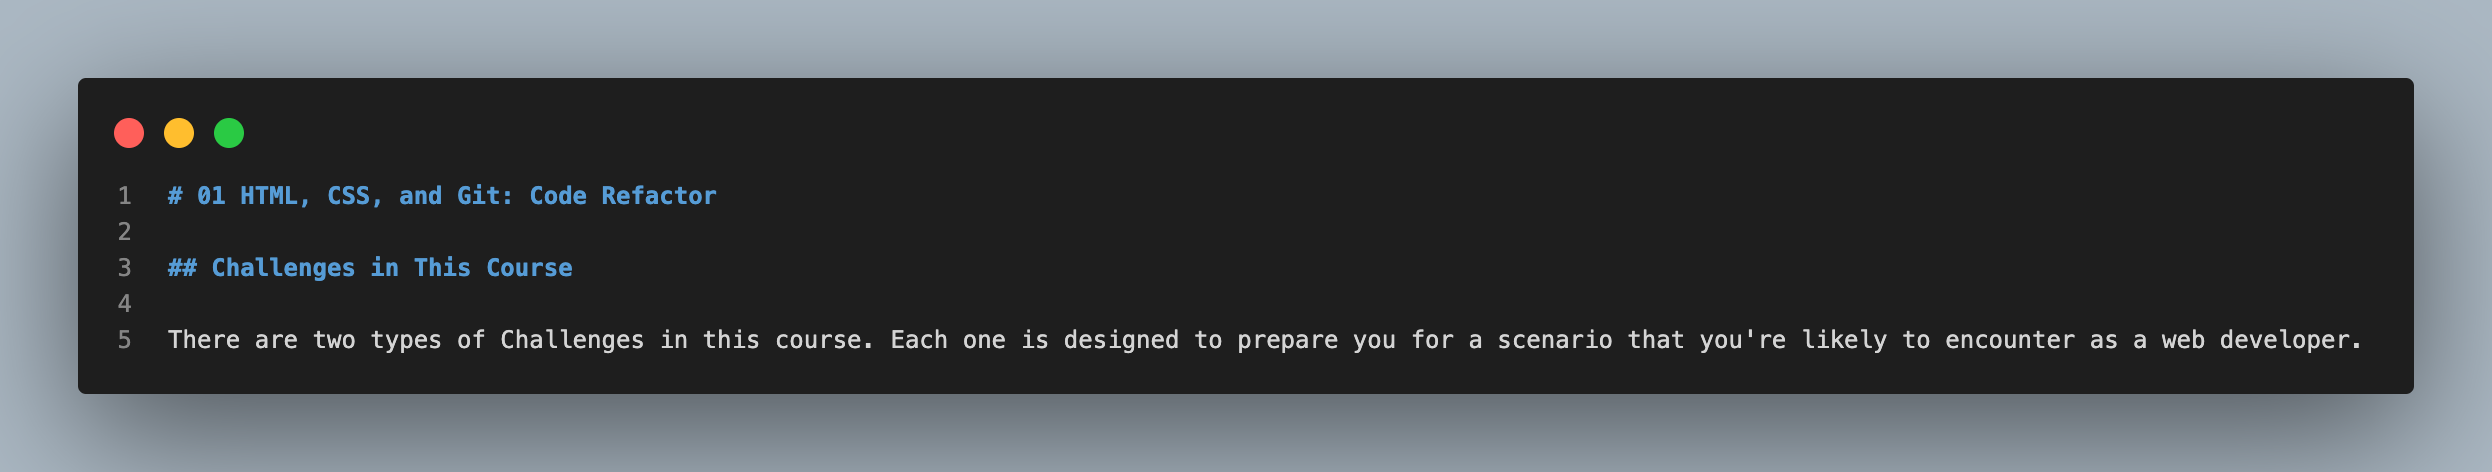 1 # 01 HTML, CSS, and Git: Code Refactor
2
3 ## Challenges in This Course
4
5 There are two types of Challenges in this course. Each one is designed to prepare you for a scenario that you're likely to encounter as a web developer.